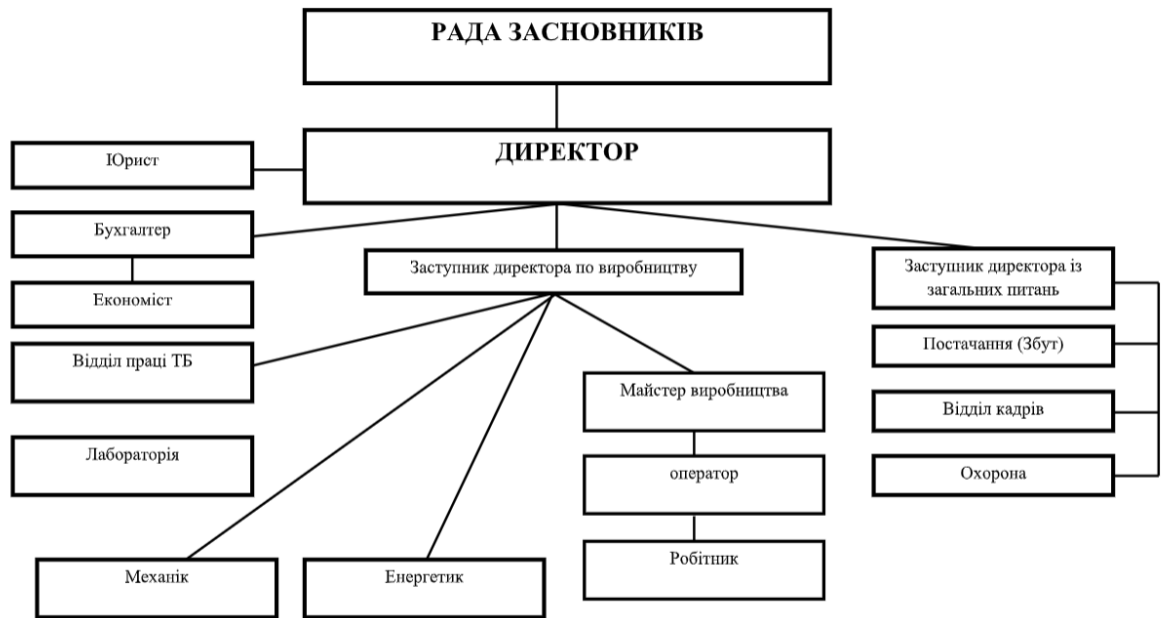 РАДА ЗАСНОВНИКІВ
ДИРЕКТОР
Юрист
Бухгалтер
Економіст
Відділ праці ТБ
Лабораторія
Заступник директора по виробництву
Заступник директора із
загальних питань
Постачання (Збут)
Відділ кадрів
Охорона
Майстер виробництва
оператор
Робітник
Механік
Енергетик